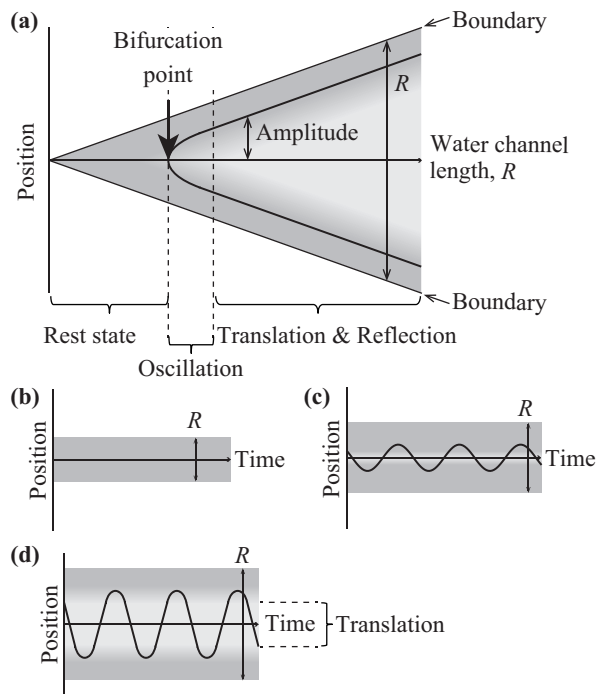 (a)
Boundary
Bifurcation
point
R
Amplitude
Position
Water channel
length, R
Boundary
Rest state
Translation & Reflection
Oscillation
(b)
R
Position
Time
(c)
R
Position
Time
(d)
R
Position
Time
Translation